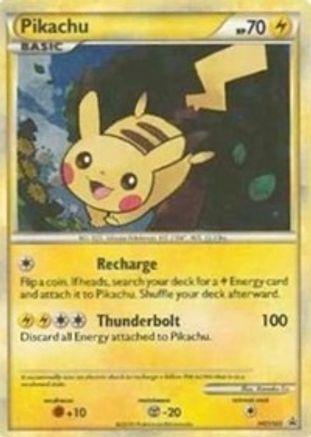 Pikachu
HP70
BASIC
Recharge
Flip a coin. If heads, search your deck for a Energy card
and attach it to Pikachu. Shuffle your deck afterward.
Thunderbolt 100
Discard all Energy attached to Pikachu.
weakness
resistance
retreat cost
+10
-20